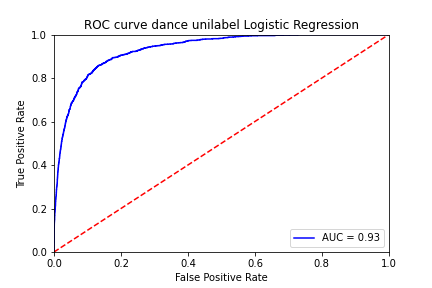 ROC curve dance unilabel Logistic Regression
True Positive Rate
1.0
0.8
0.6
0.4
0.2
0.0
AUC = 0.93
0.0 0.2 0.4 0.6 0.8 1.0
False Positive Rate